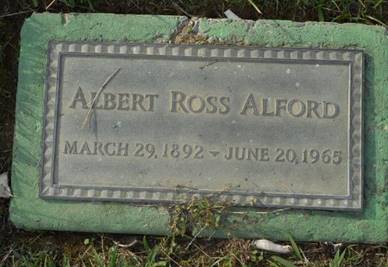 ALBERT ROSS ALFORD
MARCH 29, 1892 - JUNE 20, 1965